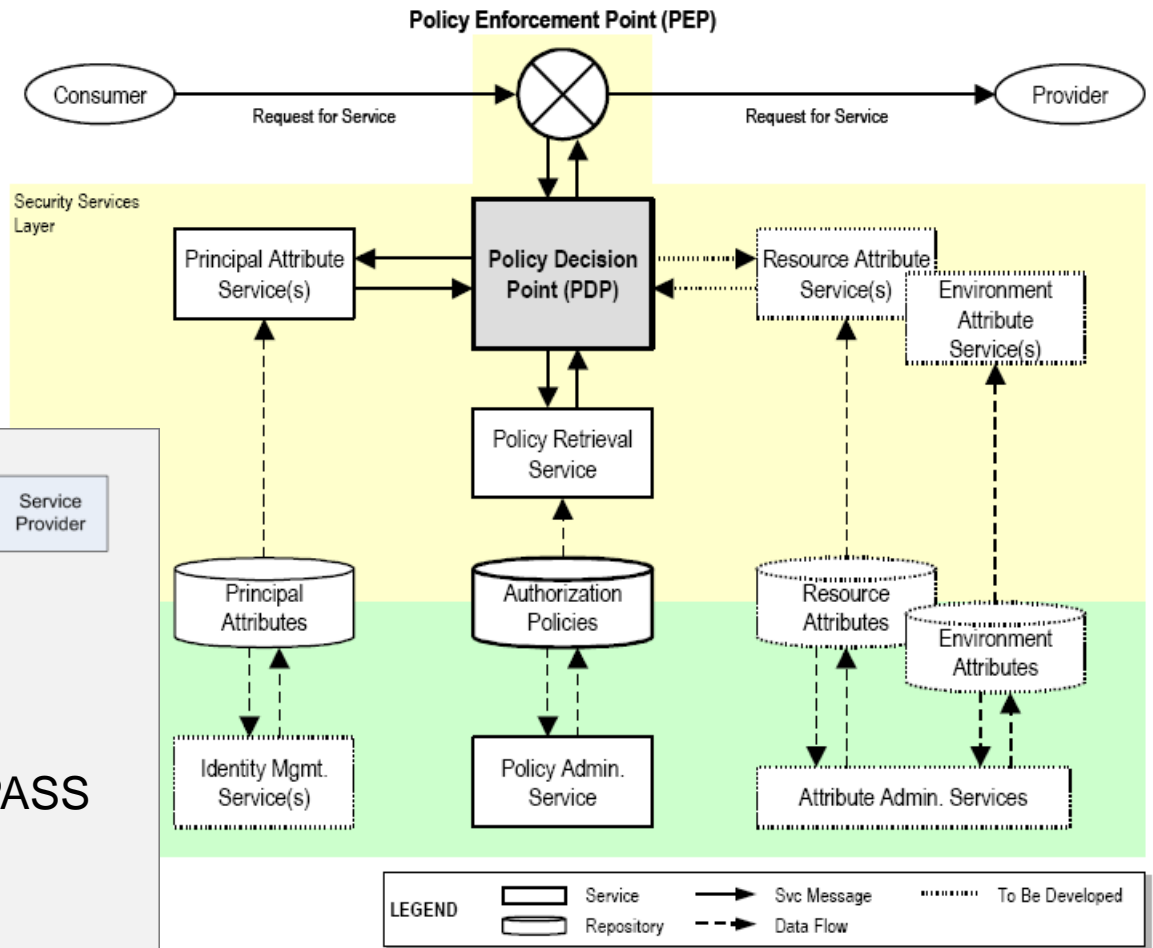 Policy Enforcement Point (PEP)
Consumer
Provider
Request for Service
Request for Service
Security Services
Layer
Principal Attribute
Service(s)
Policy Decision
Point (PDP)
Resource Attribute
Service(s)
Environment
Attribute
Service(s)
Policy Retrieval
Service
Service
Provider
Principal
Attributes
Authorization
Policies
Resource
Attributes
Environment
Attributes
Identity Mgmt.
Service(s)
Policy Admin.
Service
Attribute Admin. Services
PASS
LEGEND
Service
Svc Message
To Be Developed
Repository
Data Flow